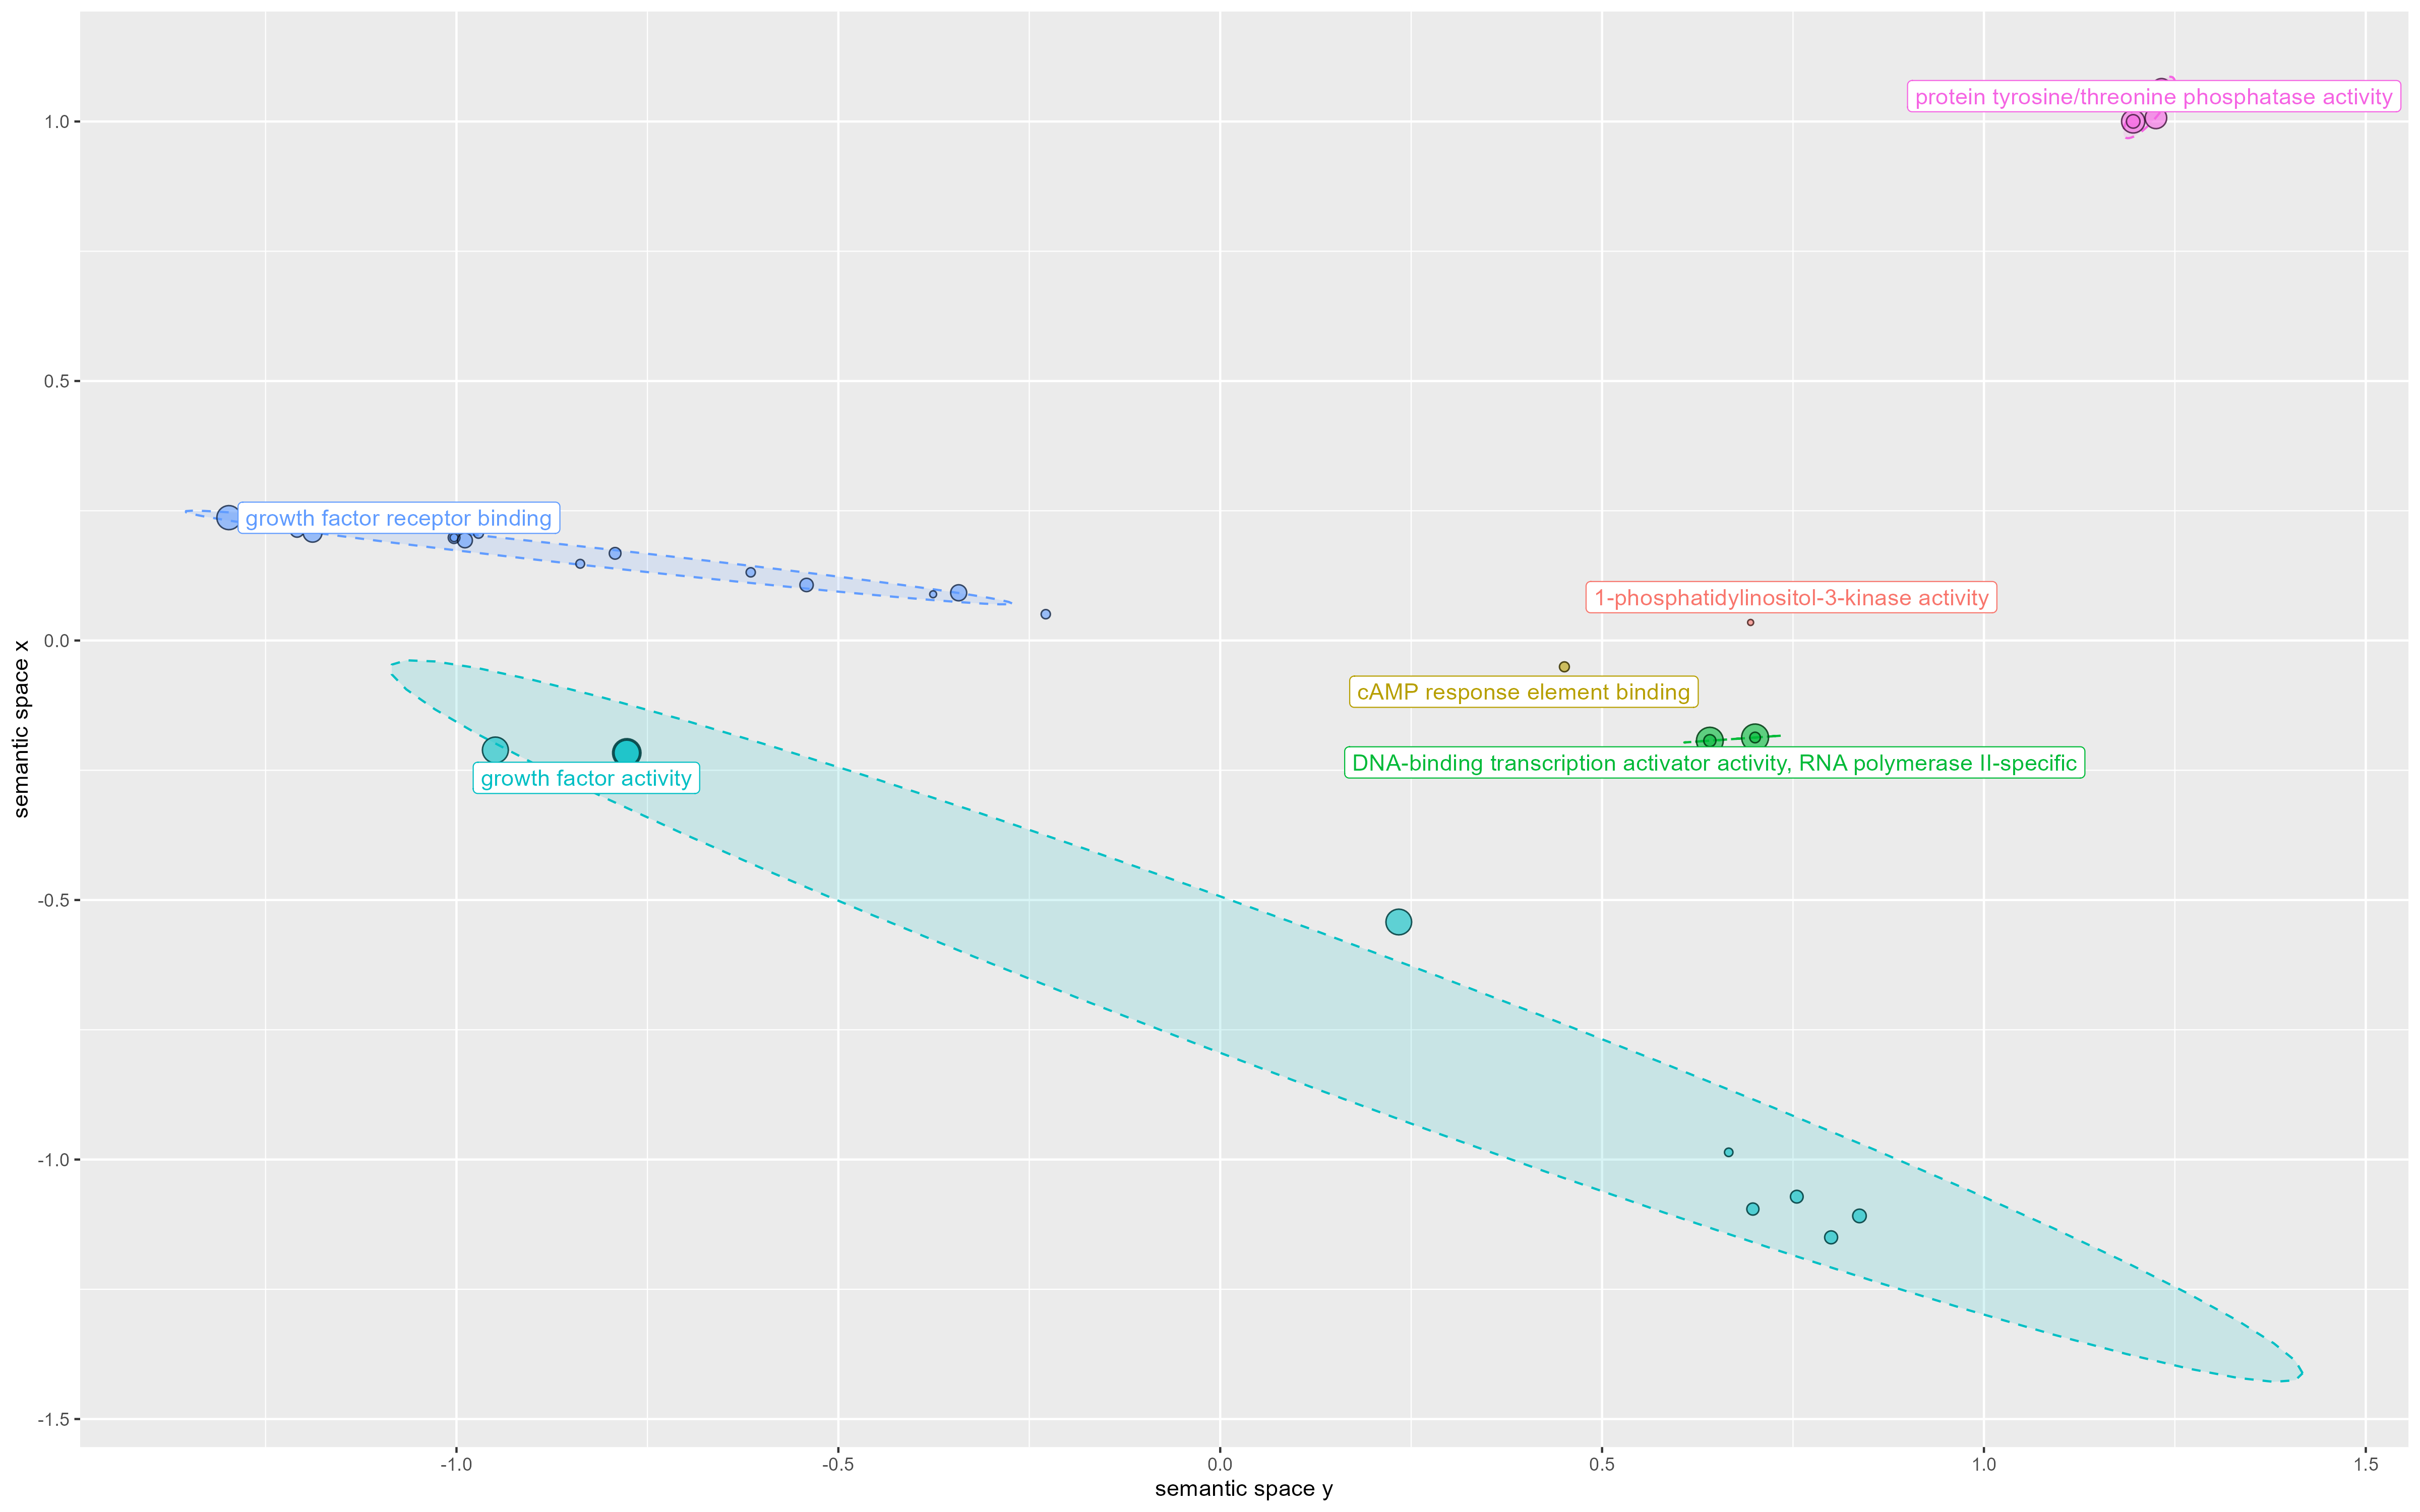 protein tyrosine/threonine phosphatase activity
1.0
0.5
growth factor receptor binding
1-phosphatidylinositol-3-kinase activity
0.0
cAMP response element binding
DNA-binding transcription activator activity, RNA polymerase II-specific
growth factor activity
semantic space x
-0.5
-1.0
-1.5
-1.0 -0.5 0.0 0.5 1.0 1.5
semantic space y